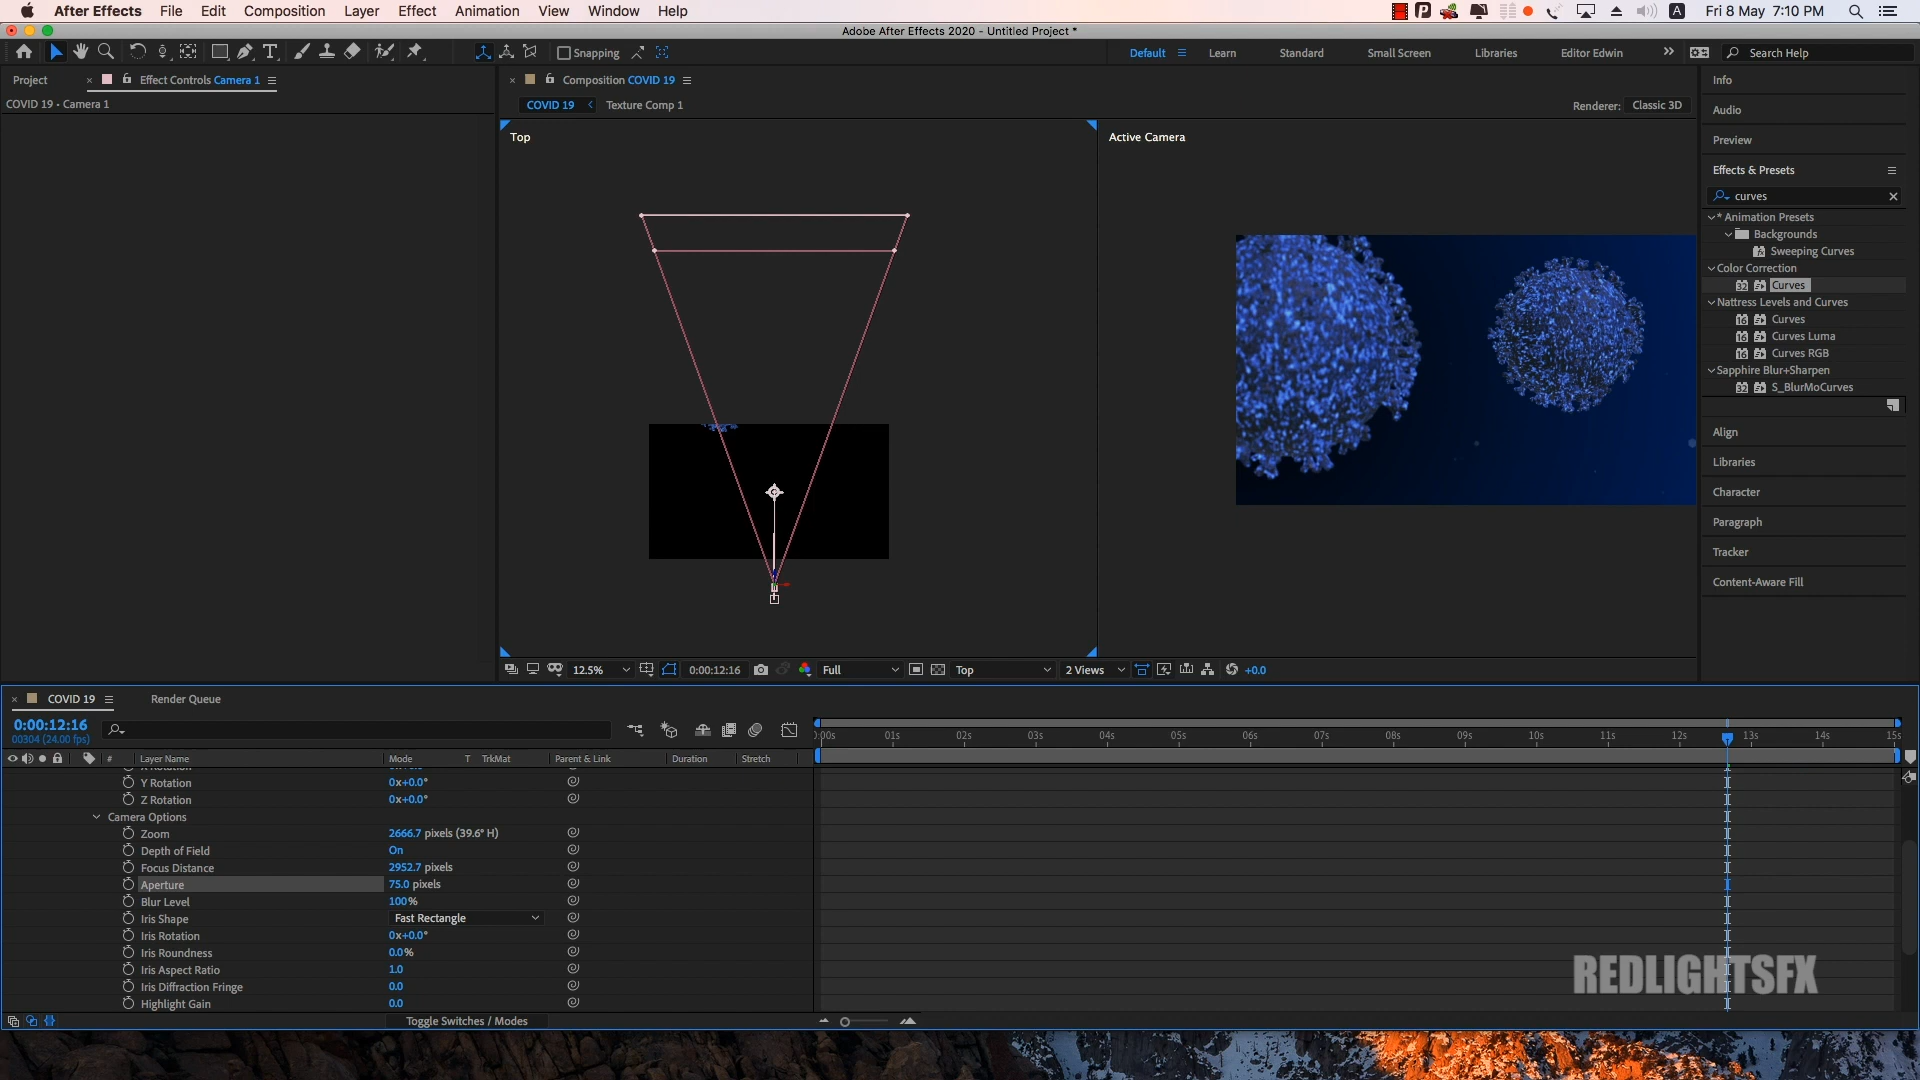 After Effects File Edit Composition Layer Effect Animation View Window Help
A Fri 8 May 7:10 PM
Adobe After Effects 2020 - Untitled Project *
Snapping
Default Learn Standard Small Screen Libraries Editor Edwin
Search Help
Project
Effect Controls Camera 1
COVID 19 • Camera 1
Composition COVID 19
COVID 19 Texture Comp 1
Renderer: Classic 3D
Top
Active Camera
Info
Audio
Preview
Effects & Presets
curves
* Animation Presets
Backgrounds
Sweeping Curves
Color Correction
32 Curves
Nattress Levels and Curves
16 Curves
16 Curves Luma
16 Curves RGB
Sapphire Blur+Sharpen
32 S_BlurMoCurves
Align
Libraries
Character
Paragraph
Tracker
Content-Aware Fill
12.5% 0:00:12:16 Full Top 2 Views +0.0
COVID 19
Render Queue
0:00:12:16
00304 (24.00 fps)
:00s 01s 02s 03s 04s 05s 06s 07s 08s 09s 10s 11s 12s 13s 14s 15s
# Layer Name Mode T TrkMat Parent & Link Duration Stretch
Y Rotation 0x+0.0°
Z Rotation 0x+0.0°
Camera Options
Zoom 2666.7 pixels (39.6° H)
Depth of Field On
Focus Distance 2952.7 pixels
Aperture 75.0 pixels
Blur Level 100%
Iris Shape Fast Rectangle
Iris Rotation 0x+0.0°
Iris Roundness 0.0%
Iris Aspect Ratio 1.0
Iris Diffraction Fringe 0.0
Highlight Gain 0.0
Toggle Switches / Modes
REDLIGHTSFX